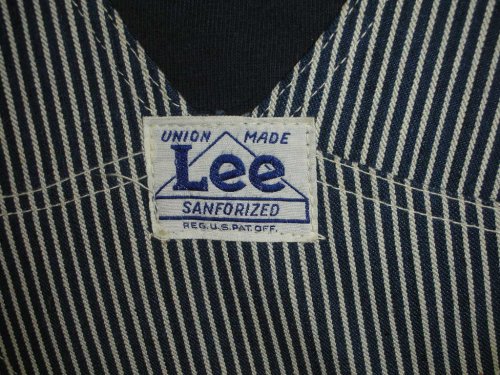 UNION MADE
Lee
SANFORIZED
REG. U.S. PAT. OFF.